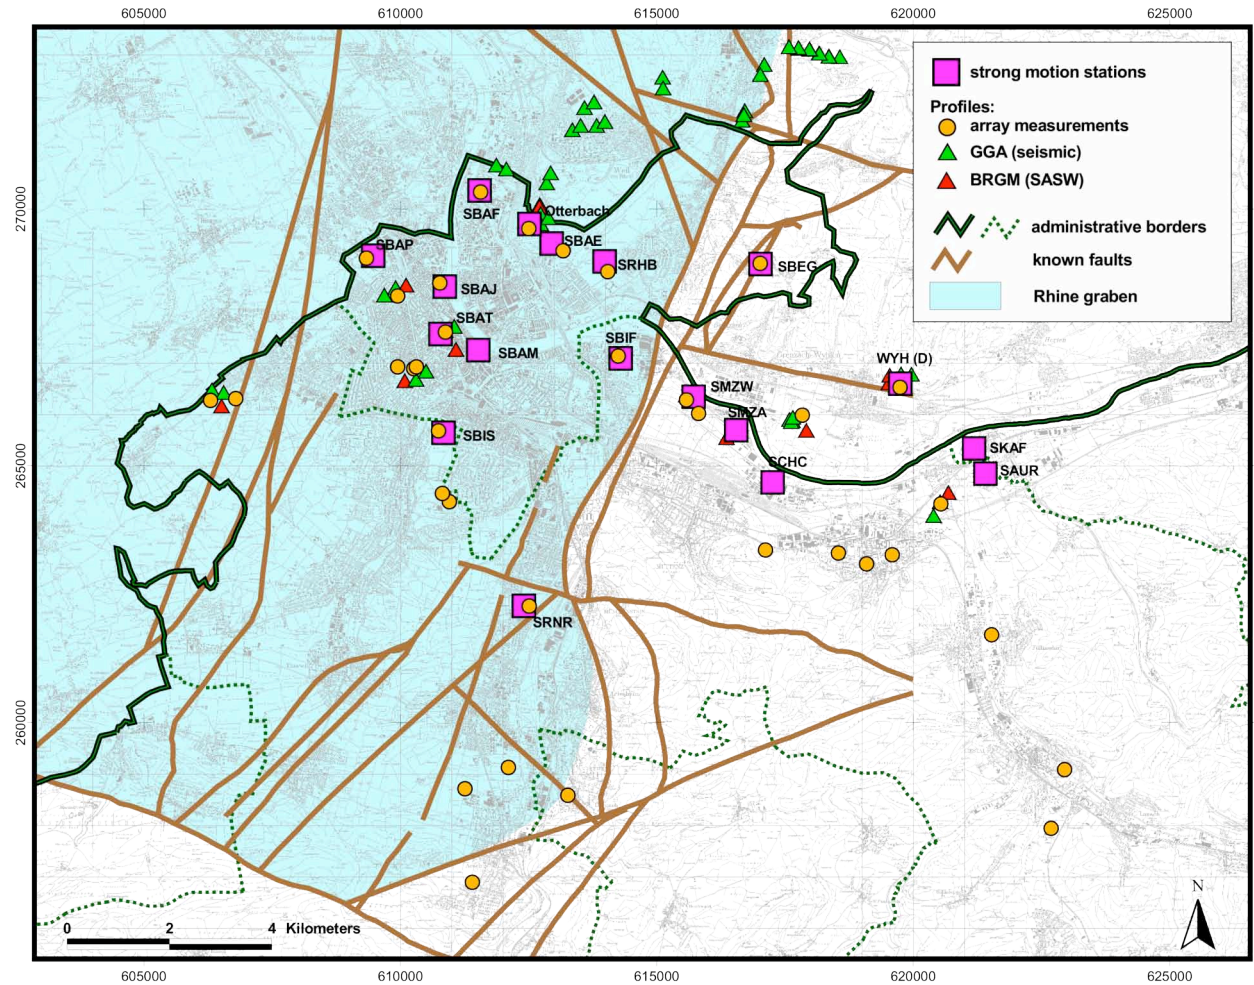 605000 610000 615000 620000 625000
strong motion stations
Profiles:
array measurements
GGA (seismic)
BRGM (SASW)
administrative borders
known faults
Rhine graben
270000
265000
260000
SBAF
Otterbach
SBAP
SBAE
SRHB
SBEG
SBAJ
SBAT
SBAM
SBIF
WYH (D)
SMZW
SMZA
SBIS
SKAF
SCHC
SAUR
SRNR
N
0 2 4 Kilometers
605000 610000 615000 620000 625000